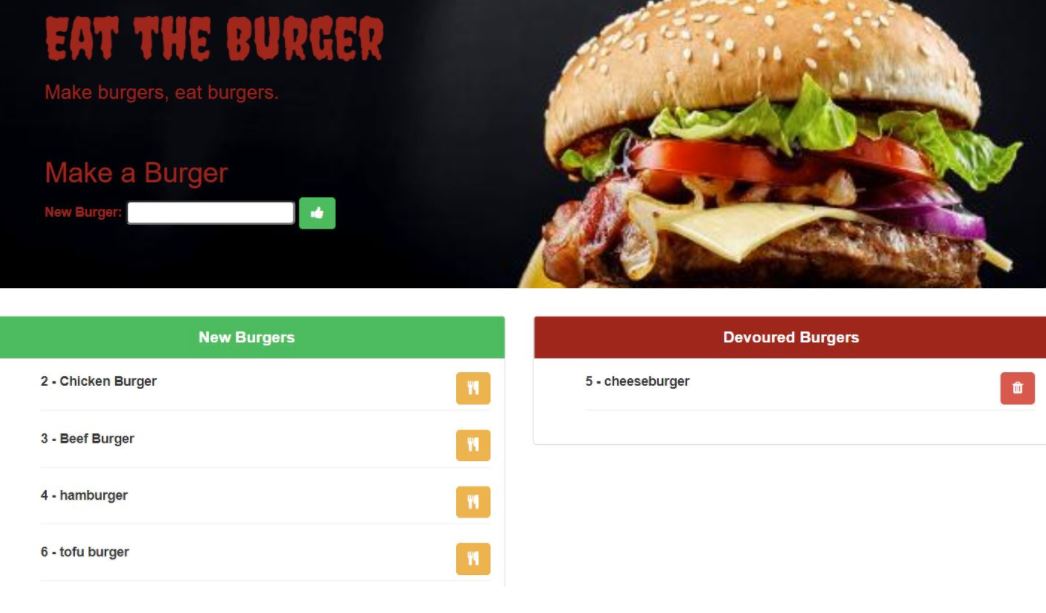 EAT THE BURGER
Make burgers, eat burgers.
Make a Burger
New Burger:
New Burgers
2 - Chicken Burger
3 - Beef Burger
4 - hamburger
6 - tofu burger
Devoured Burgers
5 - cheeseburger